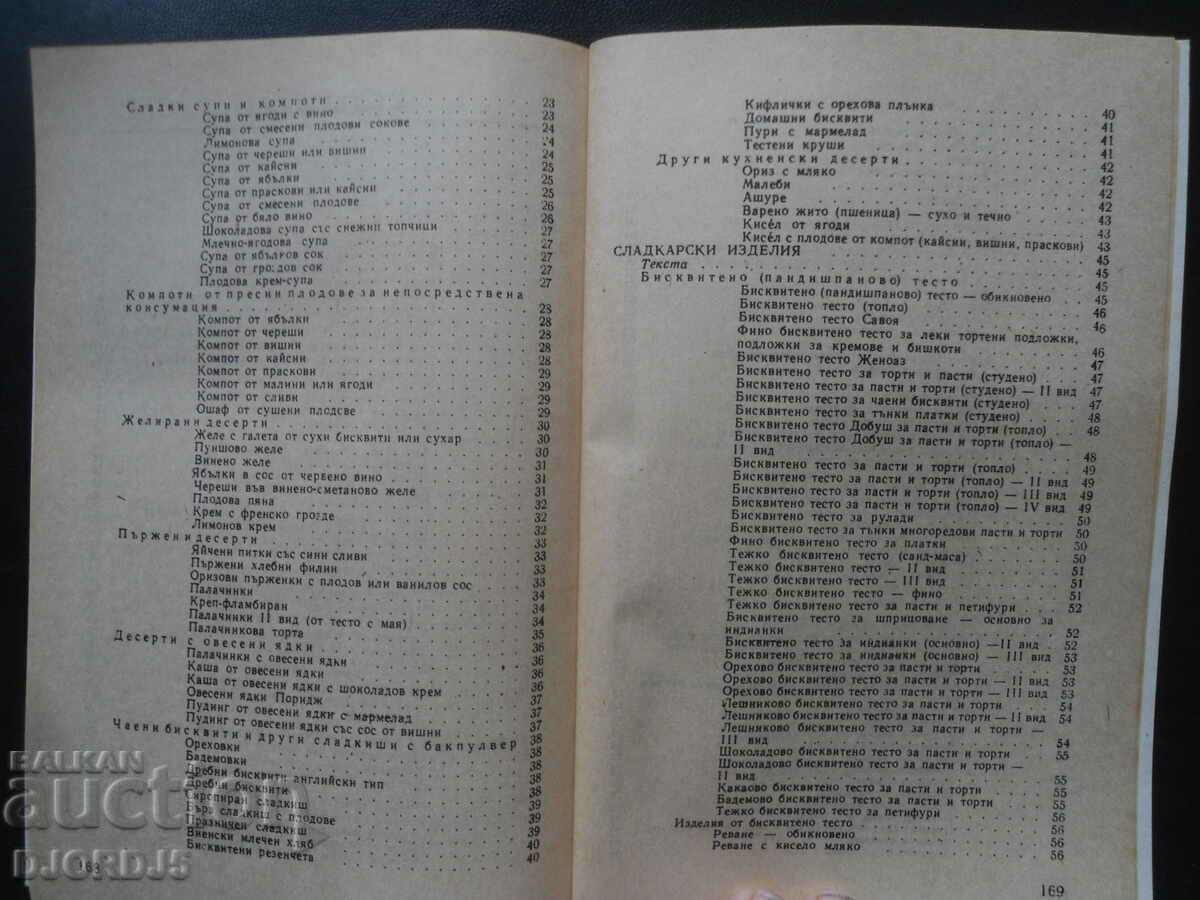 Сладки супи и компоти . . . 23
Супа от ягоди с вино . . . 23
Супа от смесени плодови сокове . . . 24
Лимонова супа . . . 24
Супа от череши или вишни . . . 24
Супа от кайсии . . . 25
Супа от ябълки . . . 25
Супа от праскови или кайсии . . . 25
Супа от смесени плодове . . . 26
Супа от бяло вино . . . 26
Шоколадова супа със снежни топчици . . . 27
Млечно-ягодова супа . . . 27
Супа от ябълков сок . . . 27
Супа от гроздов сок . . . 27
Плодова крем-супа . . . 27
Компоти от пресни плодове за непосредствена
консумация . . . 28
Компот от ябълки . . . 28
Компот от череши . . . 28
Компот от вишни . . . 28
Компот от кайсии . . . 28
Компот от праскови . . . 29
Компот от малини или ягоди . . . 29
Компот от сливи . . . 29
Ошаф от сушени плодове . . . 29
Желирани десерти . . . 30
Желе с галета от сухи бисквити или сухар . . . 30
Пуншово желе . . . 30
Винено желе . . . 31
Ябълки в сос от червено вино . . . 31
Череши във винено-сметаново желе . . . 31
Плодова пяна . . . 32
Крем с френско грозде . . . 32
Лимонов крем . . . 32
Пържени десерти . . . 33
Яйчени питки със сини сливи . . . 33
Пържени хлебни филии . . . 33
Оризови пърженки с плодов или ванилов сос . . . 33
Палачинки . . . 34
Креп-фламбиран . . . 34
Палачинки II вид (от тесто с мая) . . . 34
Палачинкова торта . . . 35
Десерти с овесени ядки . . . 36
Палачинки с овесени ядки . . . 36
Каша от овесени ядки . . . 36
Каша от овесени ядки с шоколадов крем . . . 36
Овесени ядки Поридж . . . 37
Пудинг от овесени ядки с мармелад . . . 37
Пудинг от овесени ядки със сос от вишни . . . 37
Чаени бисквити и други сладкиши с бакпулвер . . . 38
Ореховки . . . 38
Бадемовки . . . 38
Дребни бисквити английски тип . . . 38
Дребни бисквити . . . 38
Сиропиран сладкиш . . . 39
Бърз сладкиш с плодове . . . 39
Празничен сладкиш . . . 39
Виенски млечен хляб . . . 40
Бисквитени резенчета . . . 40
168
Кифлички с орехова плънка . . . 40
Домашни бисквити . . . 41
Пури с мармелад . . . 41
Тестени круши . . . 41
Други кухненски десерти . . . 42
Ориз с мляко . . . 42
Малеби . . . 42
Ашуре . . . 42
Варено жито (пшеница) — сухо и течно . . . 43
Кисе́л от ягоди . . . 43
Кисе́л с плодове от компот (кайсии, вишни, праскови) 43
СЛАДКАРСКИ ИЗДЕЛИЯ . . . 45
Текста . . . 45
Бисквитено (пандишпаново) тесто . . . 45
Бисквитено (пандишпаново) тесто — обикновено . . . 45
Бисквитено тесто (топло) . . . 46
Бисквитено тесто Савоя . . . 46
Фино бисквитено тесто за леки тортени подложки,
подложки за кремове и бишкоти . . . 46
Бисквитено тесто Женоаз . . . 47
Бисквитено тесто за торти и пасти (студено) . . . 47
Бисквитено тесто за пасти и торти (студено) — II вид 47
Бисквитено тесто за чаени бисквити (студено) . . . 47
Бисквитено тесто за тънки платки (студено) . . . 48
Бисквитено тесто Добуш за пасти и торти (топло) . . . 48
Бисквитено тесто Добуш за пасти и торти (топло) —
II вид . . . 48
Бисквитено тесто за пасти и торти (топло) . . . 49
Бисквитено тесто за пасти и торти (топло) — II вид 49
Бисквитено тесто за пасти и торти (топло) — III вид 49
Бисквитено тесто за пасти и торти (топло) — IV вид 49
Бисквитено тесто за рулади . . . 50
Бисквитено тесто за тънки многоредови пасти и торти 50
Фино бисквитено тесто за платки . . . 50
Тежко бисквитено тесто (санд-маса) . . . 50
Тежко бисквитено тесто — II вид . . . 51
Тежко бисквитено тесто — III вид . . . 51
Тежко бисквитено тесто — фино . . . 51
Тежко бисквитено тесто за пасти и петифури . . . 52
Бисквитено тесто за шприцоване — основно за
индианки . . . 52
Бисквитено тесто за индианки (основно) — II вид . 52
Бисквитено тесто за индианки (основно) — III вид . 53
Орехово бисквитено тесто за пасти и торти . . . 53
Орехово бисквитено тесто за пасти и торти — II вид . 53
Орехово бисквитено тесто за пасти и торти — III вид . 53
Лешниково бисквитено тесто за пасти и торти . . . 54
Лешниково бисквитено тесто за пасти и торти — II вид . 54
Лешниково бисквитено тесто за пасти и торти —
III вид . . . 54
Шоколадово бисквитено тесто за пасти и торти . . . 55
Шоколадово бисквитено тесто за пасти и торти —
II вид . . . 55
Какаово бисквитено тесто за пасти и торти . . . 55
Бадемово бисквитено тесто за пасти и торти . . . 55
Тежко бисквитено тесто за петифури . . . 56
Изделия от бисквитено тесто . . . 56
Реване — обикновено . . . 56
Реване с кисело мляко . . . 56
169
BALKAN
auction
DJORDJ5